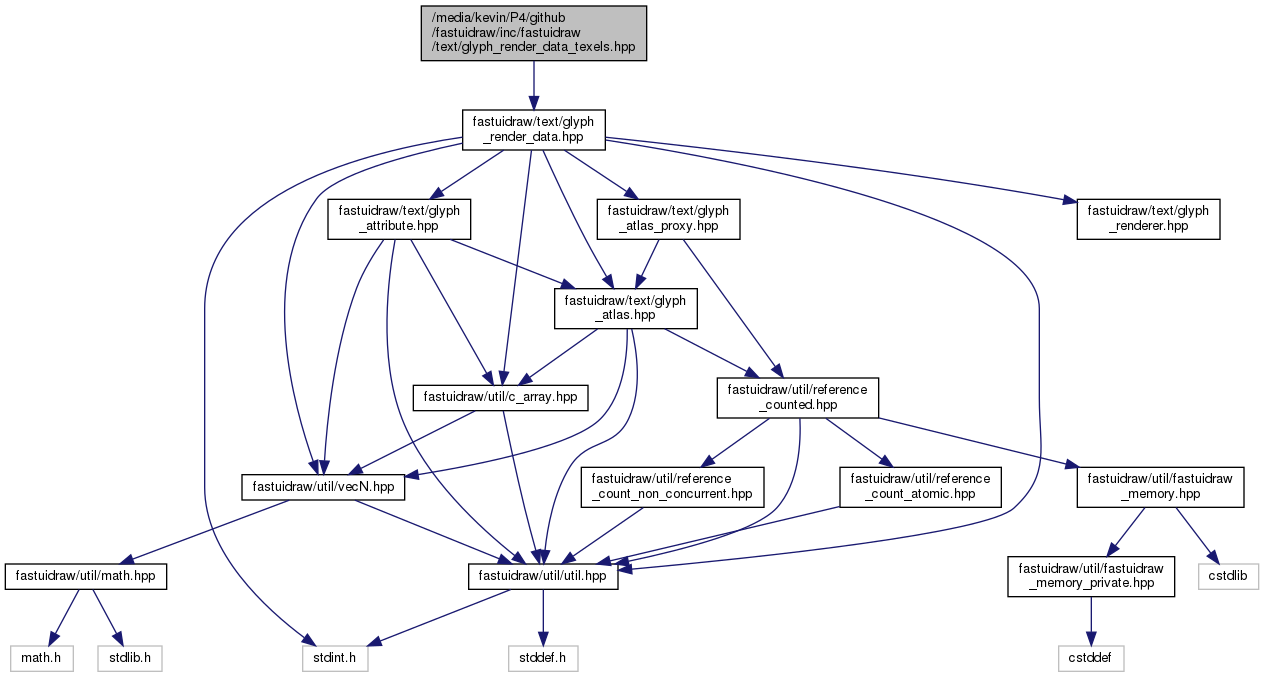 /media/kevin/P4/github
/fastuidraw/inc/fastuidraw
/text/glyph_render_data_texels.hpp
fastuidraw/text/glyph
_render_data.hpp
fastuidraw/text/glyph
_attribute.hpp
fastuidraw/text/glyph
_atlas_proxy.hpp
fastuidraw/text/glyph
_renderer.hpp
fastuidraw/text/glyph
_atlas.hpp
fastuidraw/util/c_array.hpp
fastuidraw/util/reference
_counted.hpp
fastuidraw/util/vecN.hpp
fastuidraw/util/reference
_count_non_concurrent.hpp
fastuidraw/util/reference
_count_atomic.hpp
fastuidraw/util/fastuidraw
_memory.hpp
fastuidraw/util/math.hpp
fastuidraw/util/util.hpp
fastuidraw/util/fastuidraw
_memory_private.hpp
cstdlib
math.h
stdlib.h
stdint.h
stddef.h
cstddef